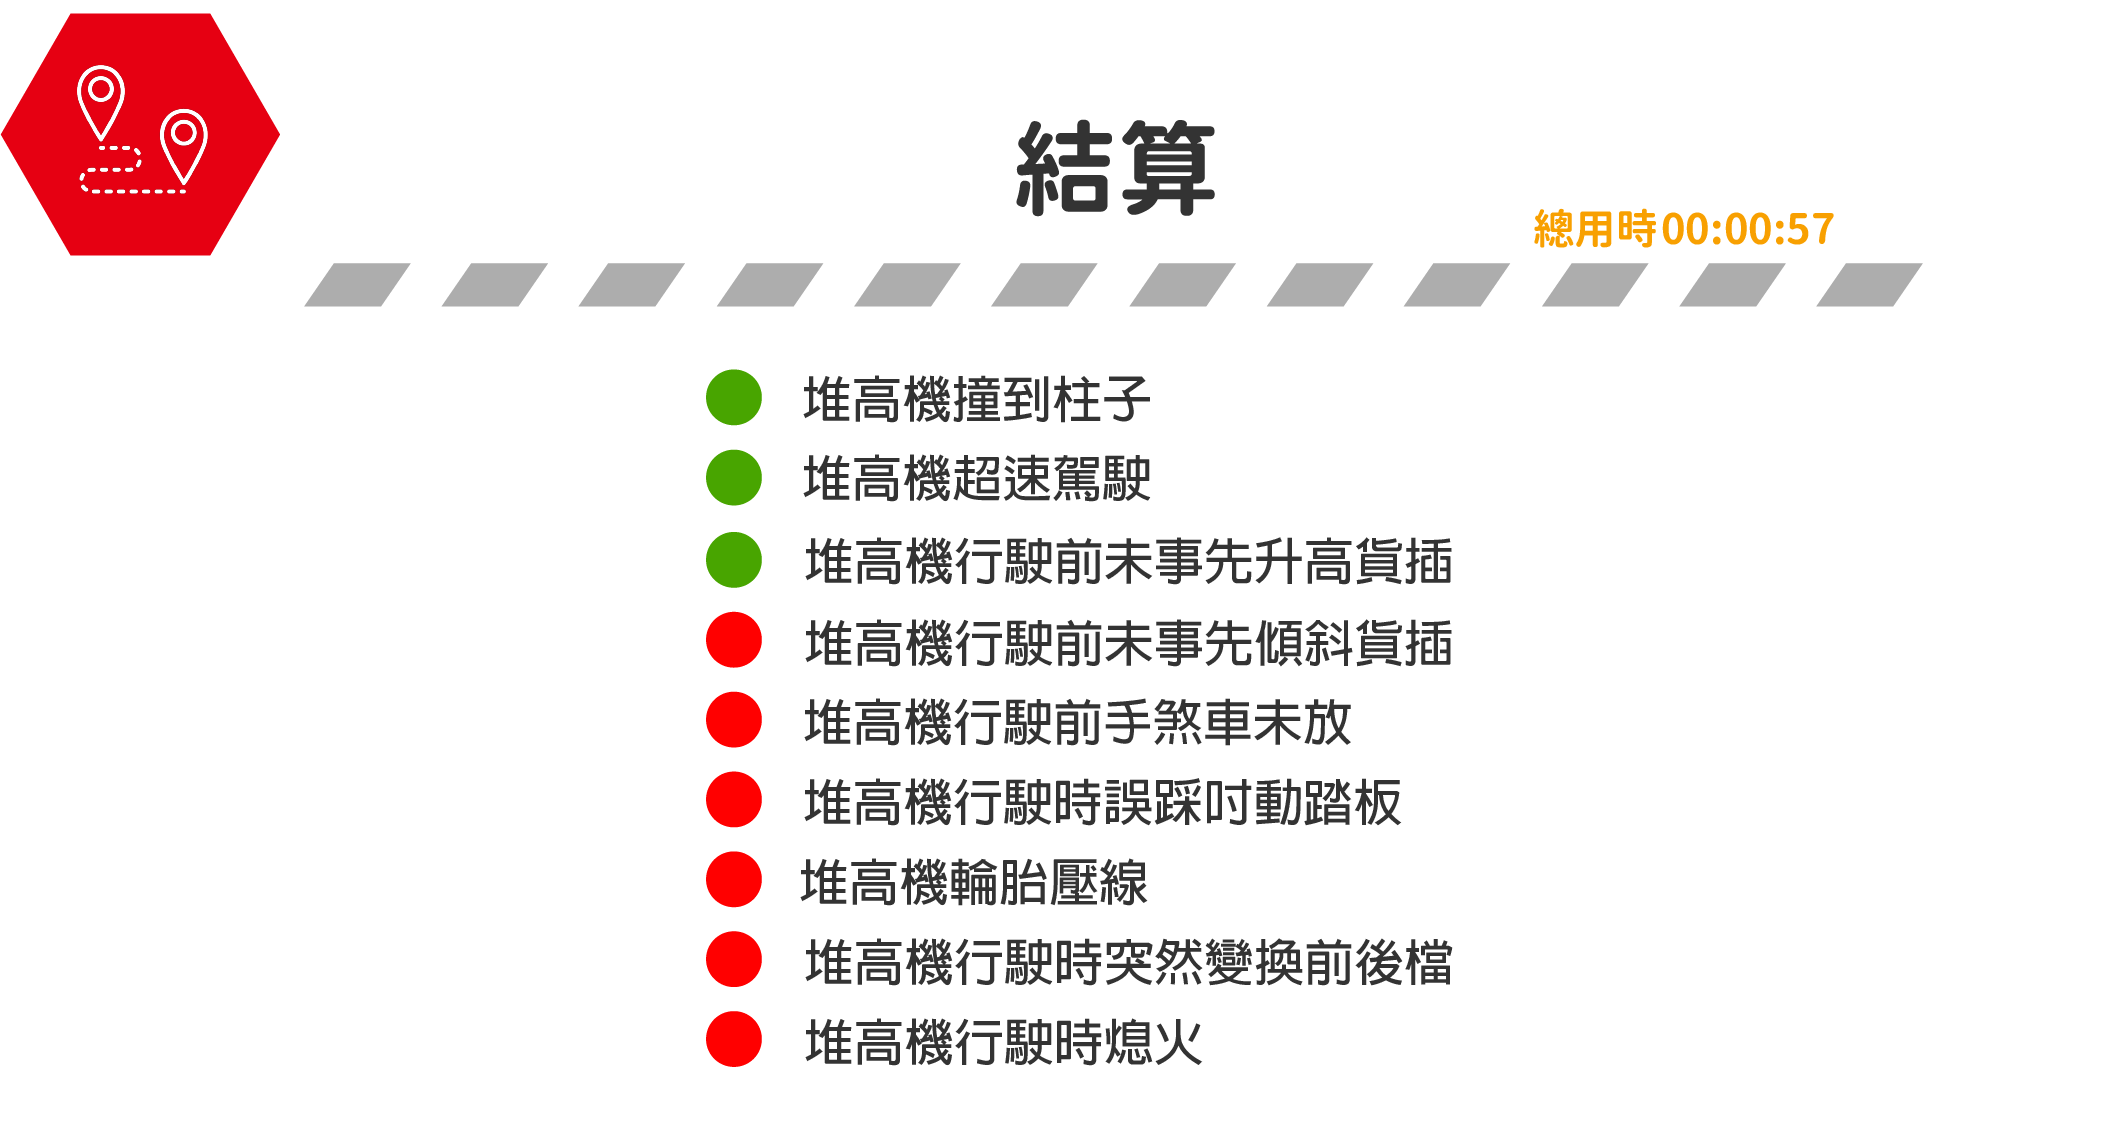 結算
總用時00:00:57
堆高機撞到柱子
堆高機超速駕駛
堆高機行駛前未事先升高貨插
堆高機行駛前未事先傾斜貨插
堆高機行駛前手煞車未放
堆高機行駛時誤踩吋動踏板
堆高機輪胎壓線
堆高機行駛時突然變換前後檔
堆高機行駛時熄火